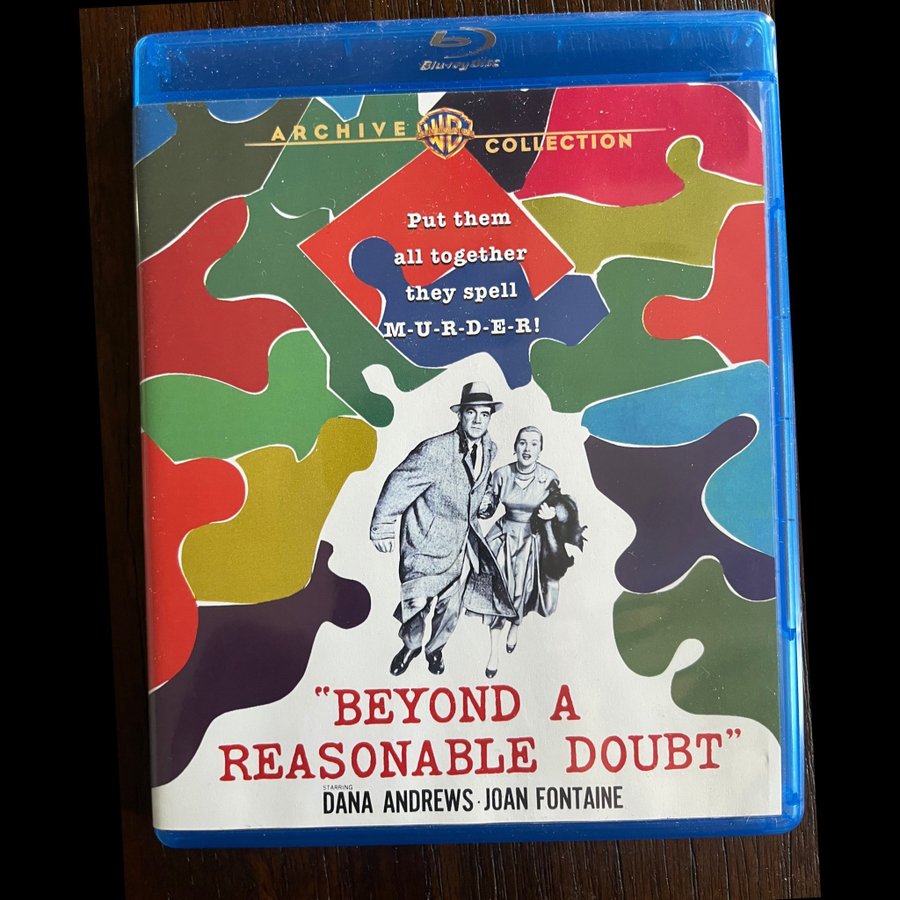 Blu-ray Disc
ARCHIVE WB COLLECTION
Put them
all together
they spell
M-U-R-D-E-R!
"BEYOND A
REASONABLE DOUBT"
STARRING
DANA ANDREWS · JOAN FONTAINE